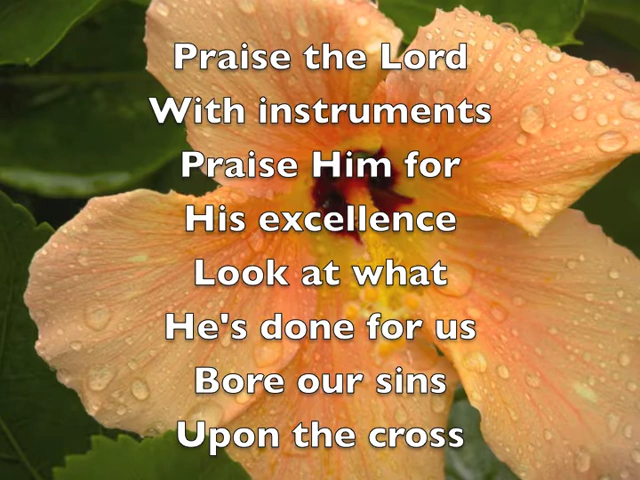 Praise the Lord
With instruments
Praise Him for
His excellence
Look at what
He's done for us
Bore our sins
Upon the cross